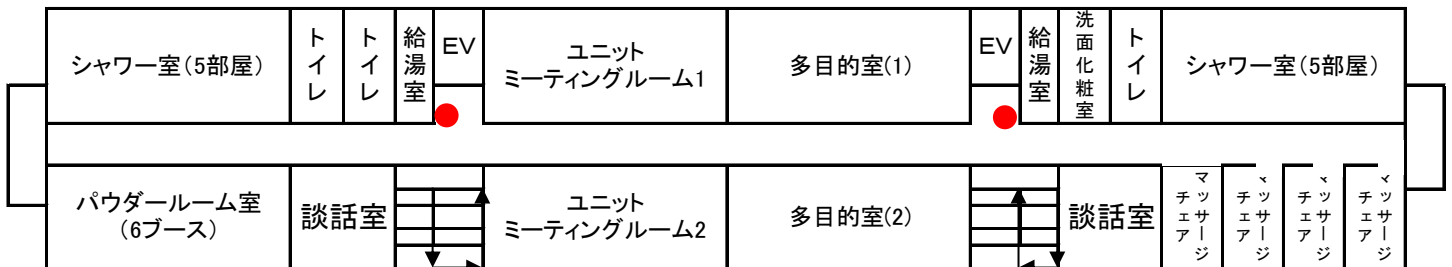 シャワー室(5部屋)
トイレ
トイレ
給湯室
EV
ユニット
ミーティングルーム1
多目的室(1)
EV
給湯室
洗面化粧室
トイレ
シャワー室(5部屋)
パウダールーム室
(6ブース)
談話室
ユニット
ミーティングルーム2
多目的室(2)
談話室
マッサージ
チェア
マッサージ
チェア
マッサージ
チェア
マッサージ
チェア